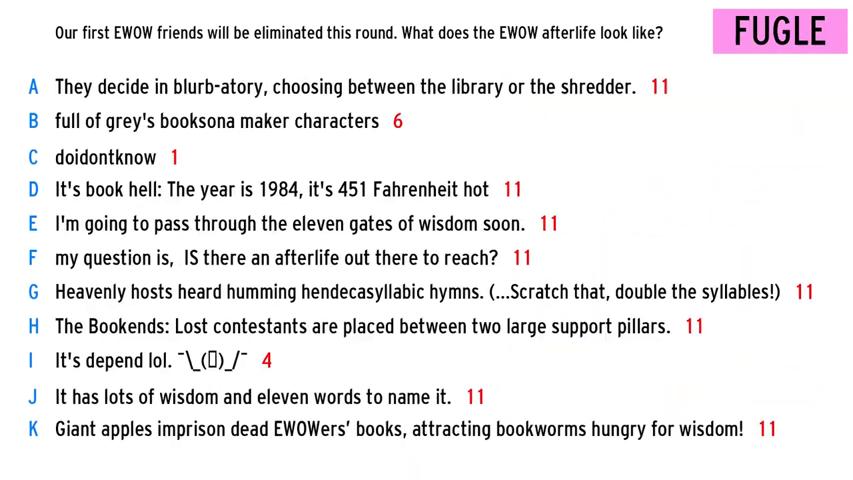 Our first EWOW friends will be eliminated this round. What does the EWOW afterlife look like?
FUGLE
A They decide in blurb-atory, choosing between the library or the shredder. 11
B full of grey's booksona maker characters 6
C doidontknow 1
D It's book hell: The year is 1984, it's 451 Fahrenheit hot 11
E I'm going to pass through the eleven gates of wisdom soon. 11
F my question is, IS there an afterlife out there to reach? 11
G Heavenly hosts heard humming hendecasyllabic hymns. (...Scratch that, double the syllables!) 11
H The Bookends: Lost contestants are placed between two large support pillars. 11
I It's depend lol. ¯\_(▯)_/¯ 4
J It has lots of wisdom and eleven words to name it. 11
K Giant apples imprison dead EWOWers’ books, attracting bookworms hungry for wisdom! 11